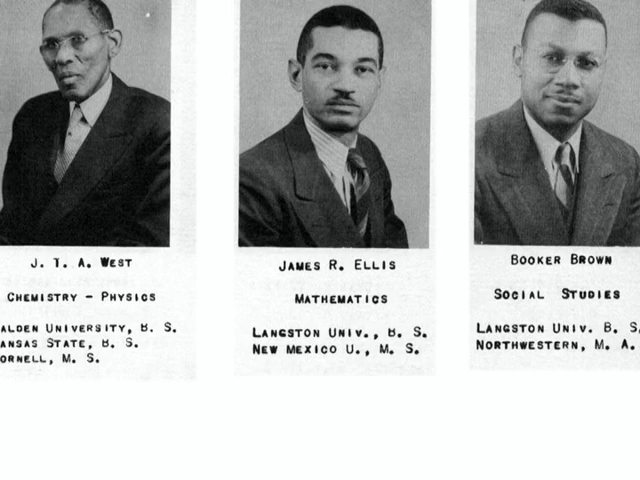 J. T. A. West
Chemistry - Physics
alden University, B. S.
ansas State, B. S.
ornell, M. S.
James R. Ellis
Mathematics
Langston Univ., B. S.
New Mexico U., M. S.
Booker Brown
Social Studies
Langston Univ. B. S.
Northwestern, M. A.